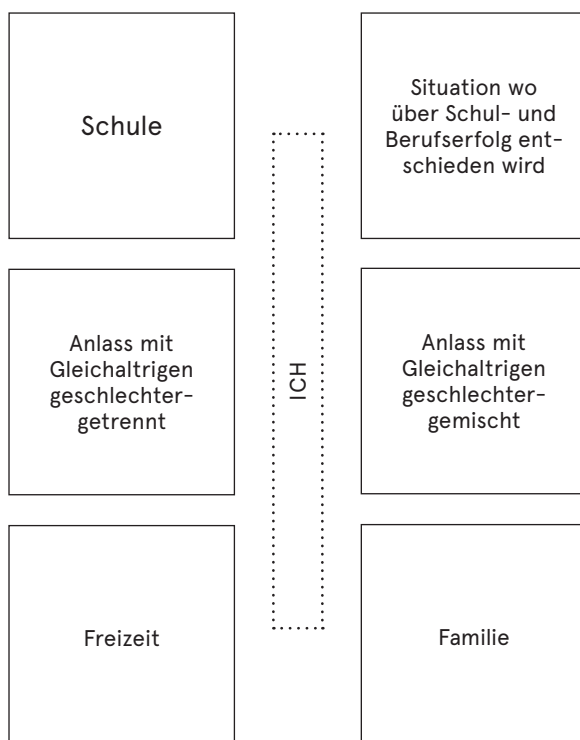 Schule
Situation wo
über Schul- und
Berufserfolg ent-
schieden wird
Anlass mit
Gleichaltrigen
geschlechter-
getrennt
ICH
Anlass mit
Gleichaltrigen
geschlechter-
gemischt
Freizeit
Familie